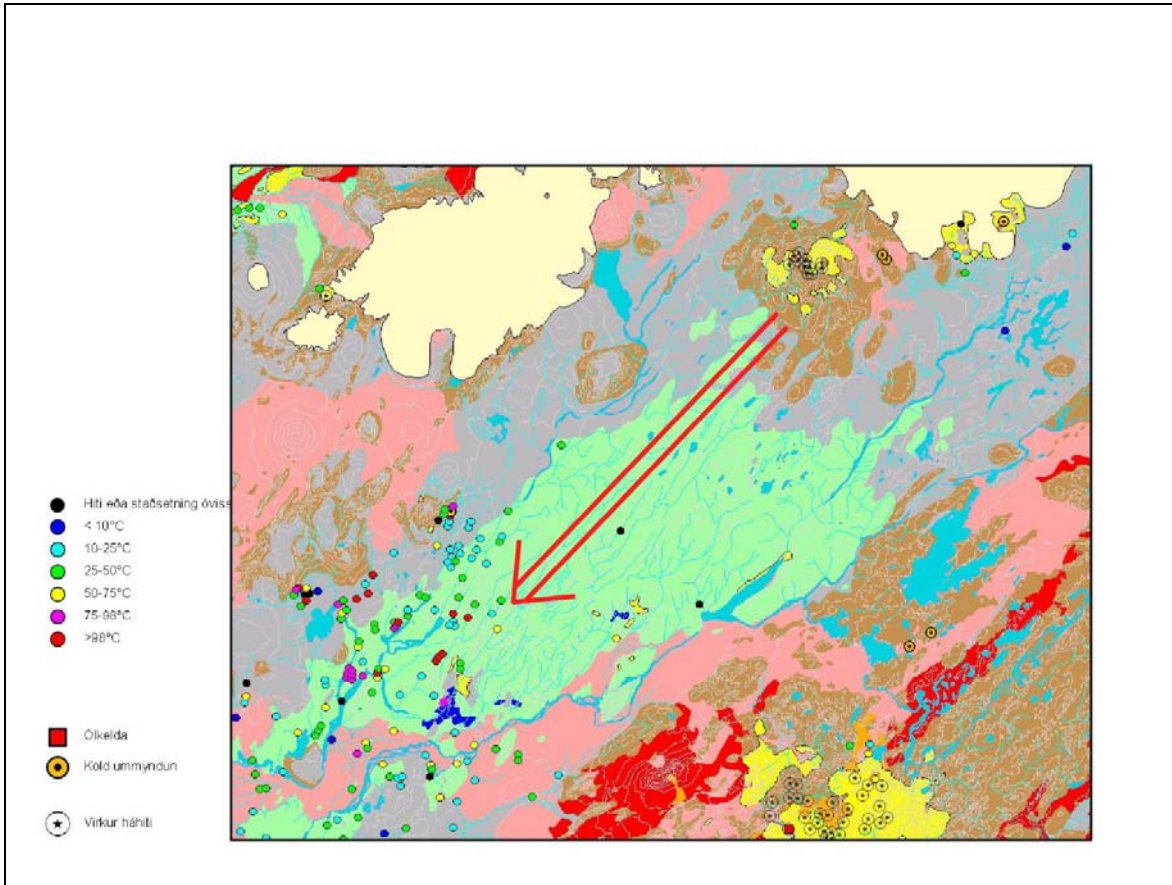 Hiti eða staðsetning óviss
< 10°C
10-25°C
25-50°C
50-75°C
75-98°C
>98°C
Ölkelda
Köld ummyndun
Virkur háhiti